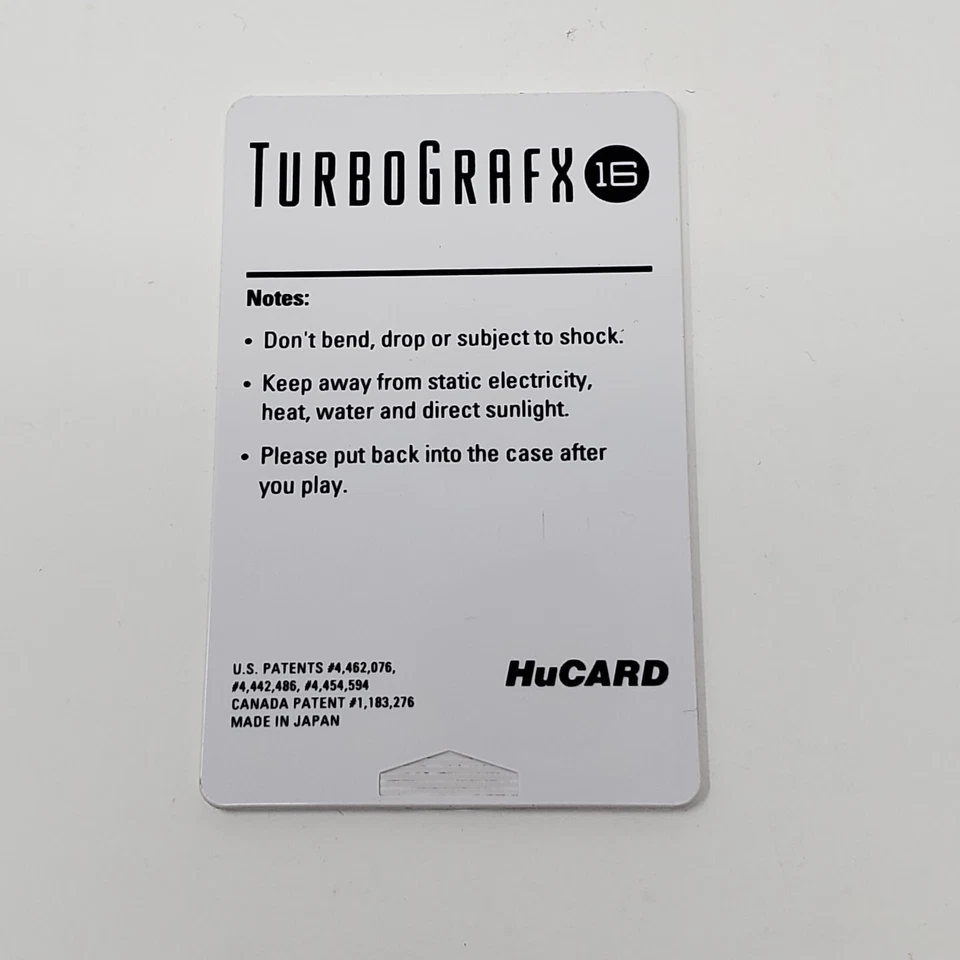 TURBOGRAFX 16
Notes:
• Don't bend, drop or subject to shock.
• Keep away from static electricity,
heat, water and direct sunlight.
• Please put back into the case after
you play.
U.S. PATENTS #4,462,076,
#4,442,486, #4,454,594
CANADA PATENT #1,183,276
MADE IN JAPAN
HuCARD